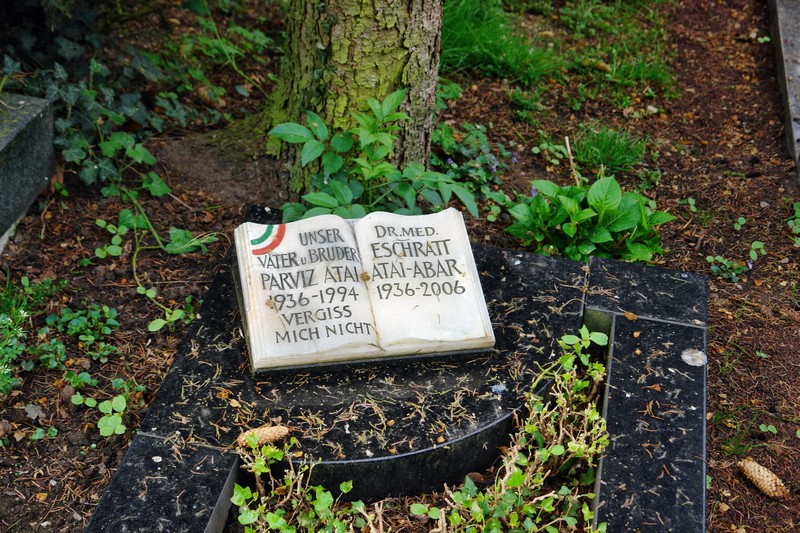 UNSER
VATER u. BRUDER
PARVIZ ATAI
1936-1994
VERGISS
MICH NICHT
DR. MED.
ESCHRATT
ATAI-ABAR
1936-2006